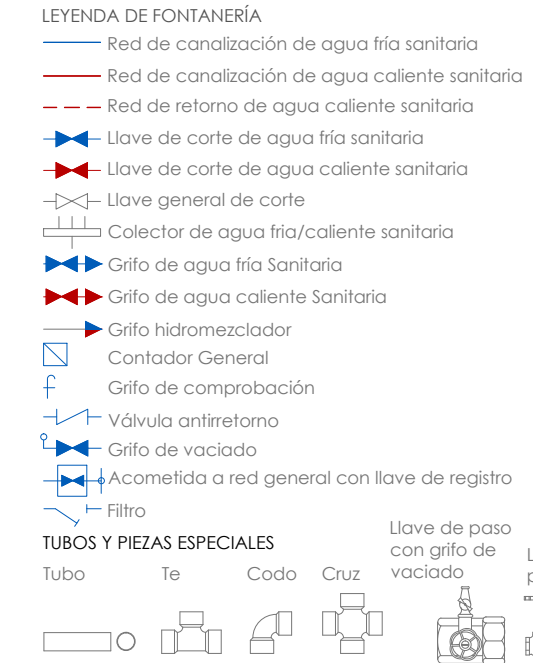 LEYENDA DE FONTANERÍA
Red de canalización de agua fría sanitaria
Red de canalización de agua caliente sanitaria
Red de retorno de agua caliente sanitaria
Llave de corte de agua fría sanitaria
Llave de corte de agua caliente sanitaria
Llave general de corte
Colector de agua fria/caliente sanitaria
Grifo de agua fría Sanitaria
Grifo de agua caliente Sanitaria
Grifo hidromezclador
Contador General
Grifo de comprobación
Válvula antirretorno
Grifo de vaciado
Acometida a red general con llave de registro
Filtro
TUBOS Y PIEZAS ESPECIALES
Tubo
Te
Codo
Cruz
Llave de paso
con grifo de
vaciado